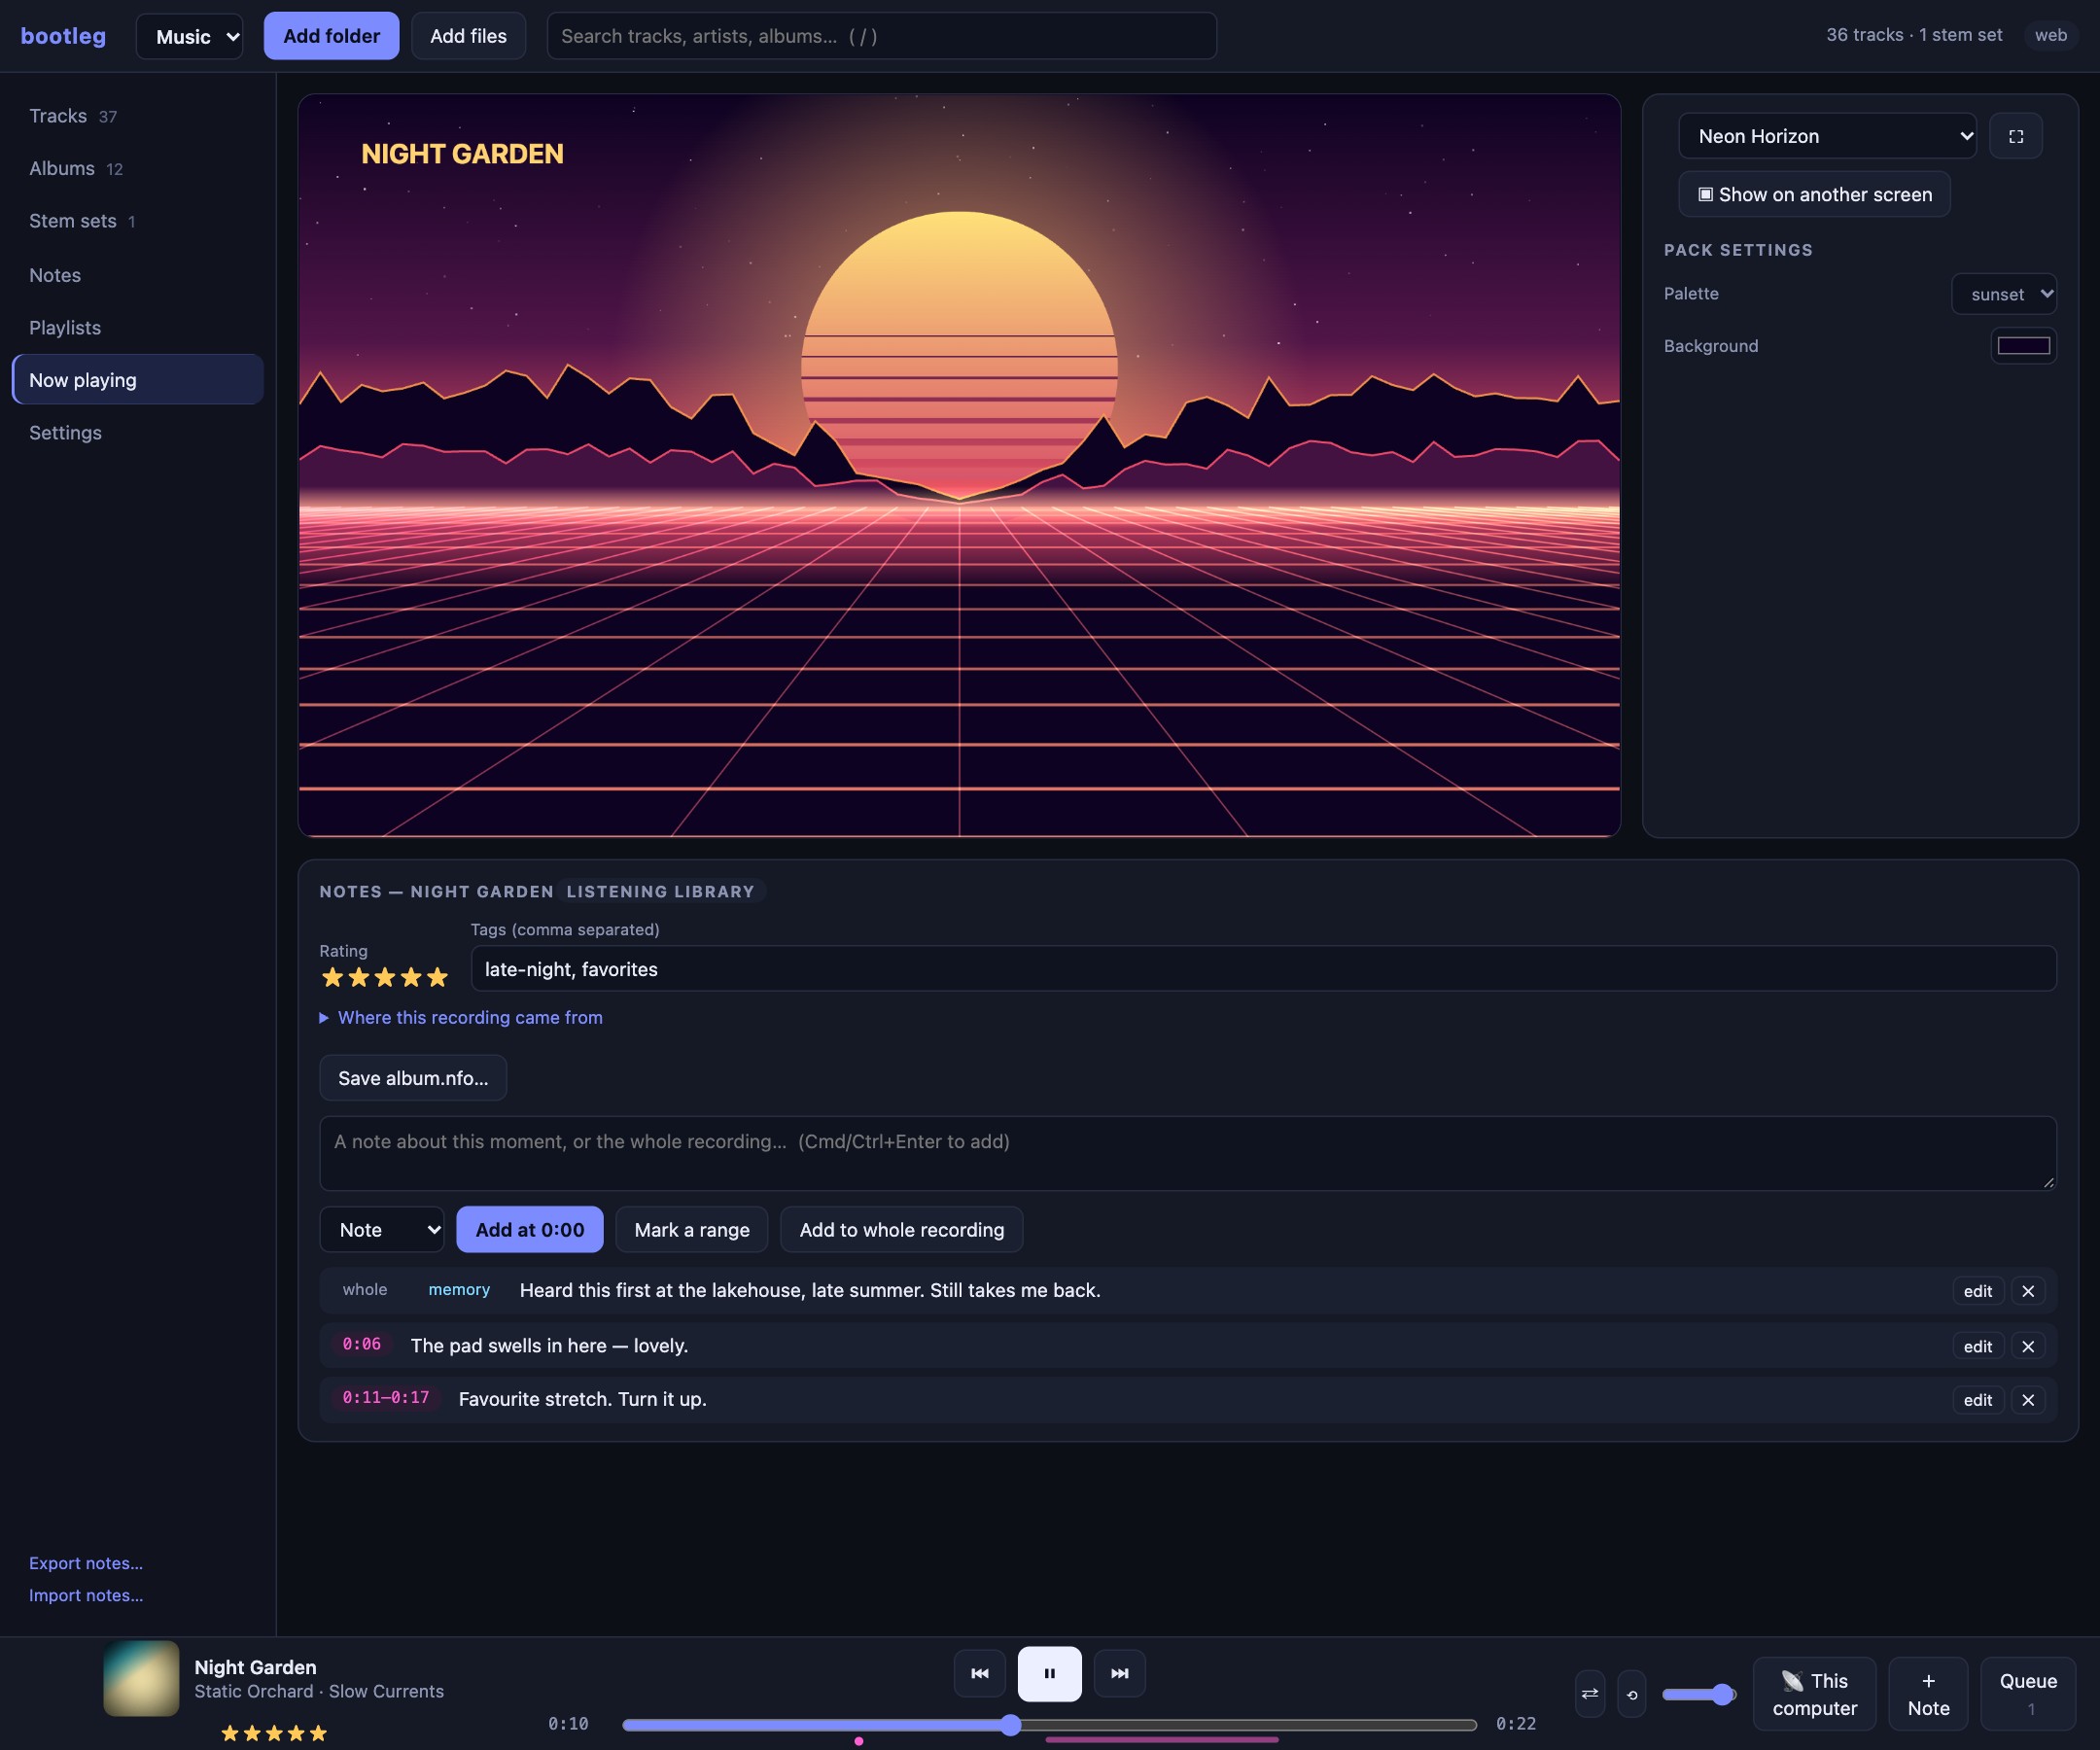 bootleg Music Add folder Add files Search tracks, artists, albums... ( / ) 36 tracks · 1 stem set web
Tracks 37
Albums 12
Stem sets 1
Notes
Playlists
Now playing
Settings
Export notes...
Import notes...
NIGHT GARDEN
Neon Horizon
Show on another screen
PACK SETTINGS
Palette sunset
Background
NOTES — NIGHT GARDEN LISTENING LIBRARY
Tags (comma separated)
Rating
late-night, favorites
Where this recording came from
Save album.nfo...
A note about this moment, or the whole recording... (Cmd/Ctrl+Enter to add)
Note Add at 0:00 Mark a range Add to whole recording
whole memory Heard this first at the lakehouse, late summer. Still takes me back. edit
0:06 The pad swells in here — lovely. edit
0:11–0:17 Favourite stretch. Turn it up. edit
Night Garden
Static Orchard · Slow Currents
0:10 0:22
This computer
+ Note
Queue 1